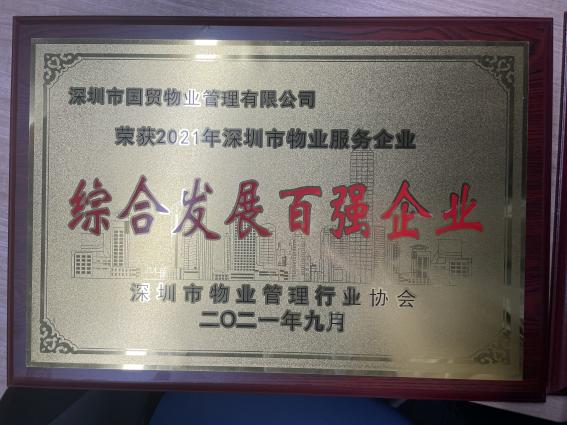 深圳市国贸物业管理有限公司
荣获2021年深圳市物业服务企业
综合发展百强企业
深圳市物业管理行业协会
二〇二一年九月